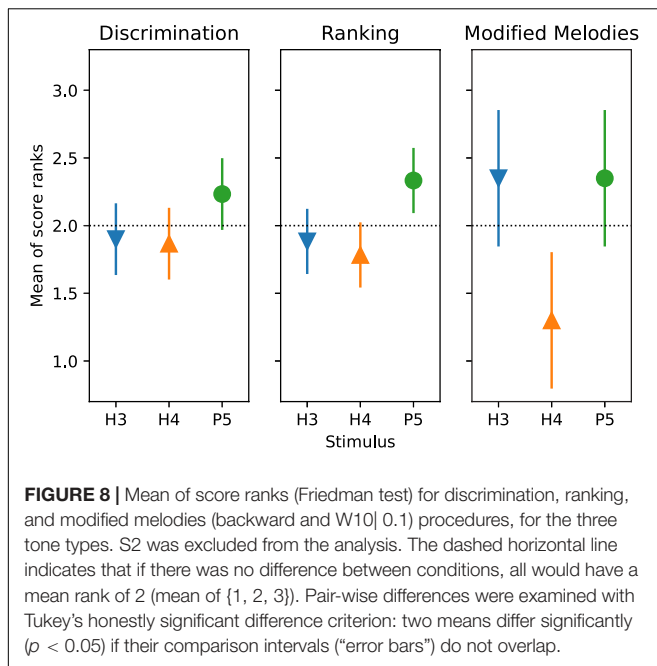 Discrimination Ranking Modified Melodies
3.0
2.5
2.0
1.5
1.0
Mean of score ranks
H3 H4 P5 H3 H4 P5 H3 H4 P5
Stimulus
FIGURE 8 | Mean of score ranks (Friedman test) for discrimination, ranking,
and modified melodies (backward and W10| 0.1) procedures, for the three
tone types. S2 was excluded from the analysis. The dashed horizontal line
indicates that if there was no difference between conditions, all would have a
mean rank of 2 (mean of {1, 2, 3}). Pair-wise differences were examined with
Tukey's honestly significant difference criterion: two means differ significantly
(p < 0.05) if their comparison intervals (“error bars”) do not overlap.